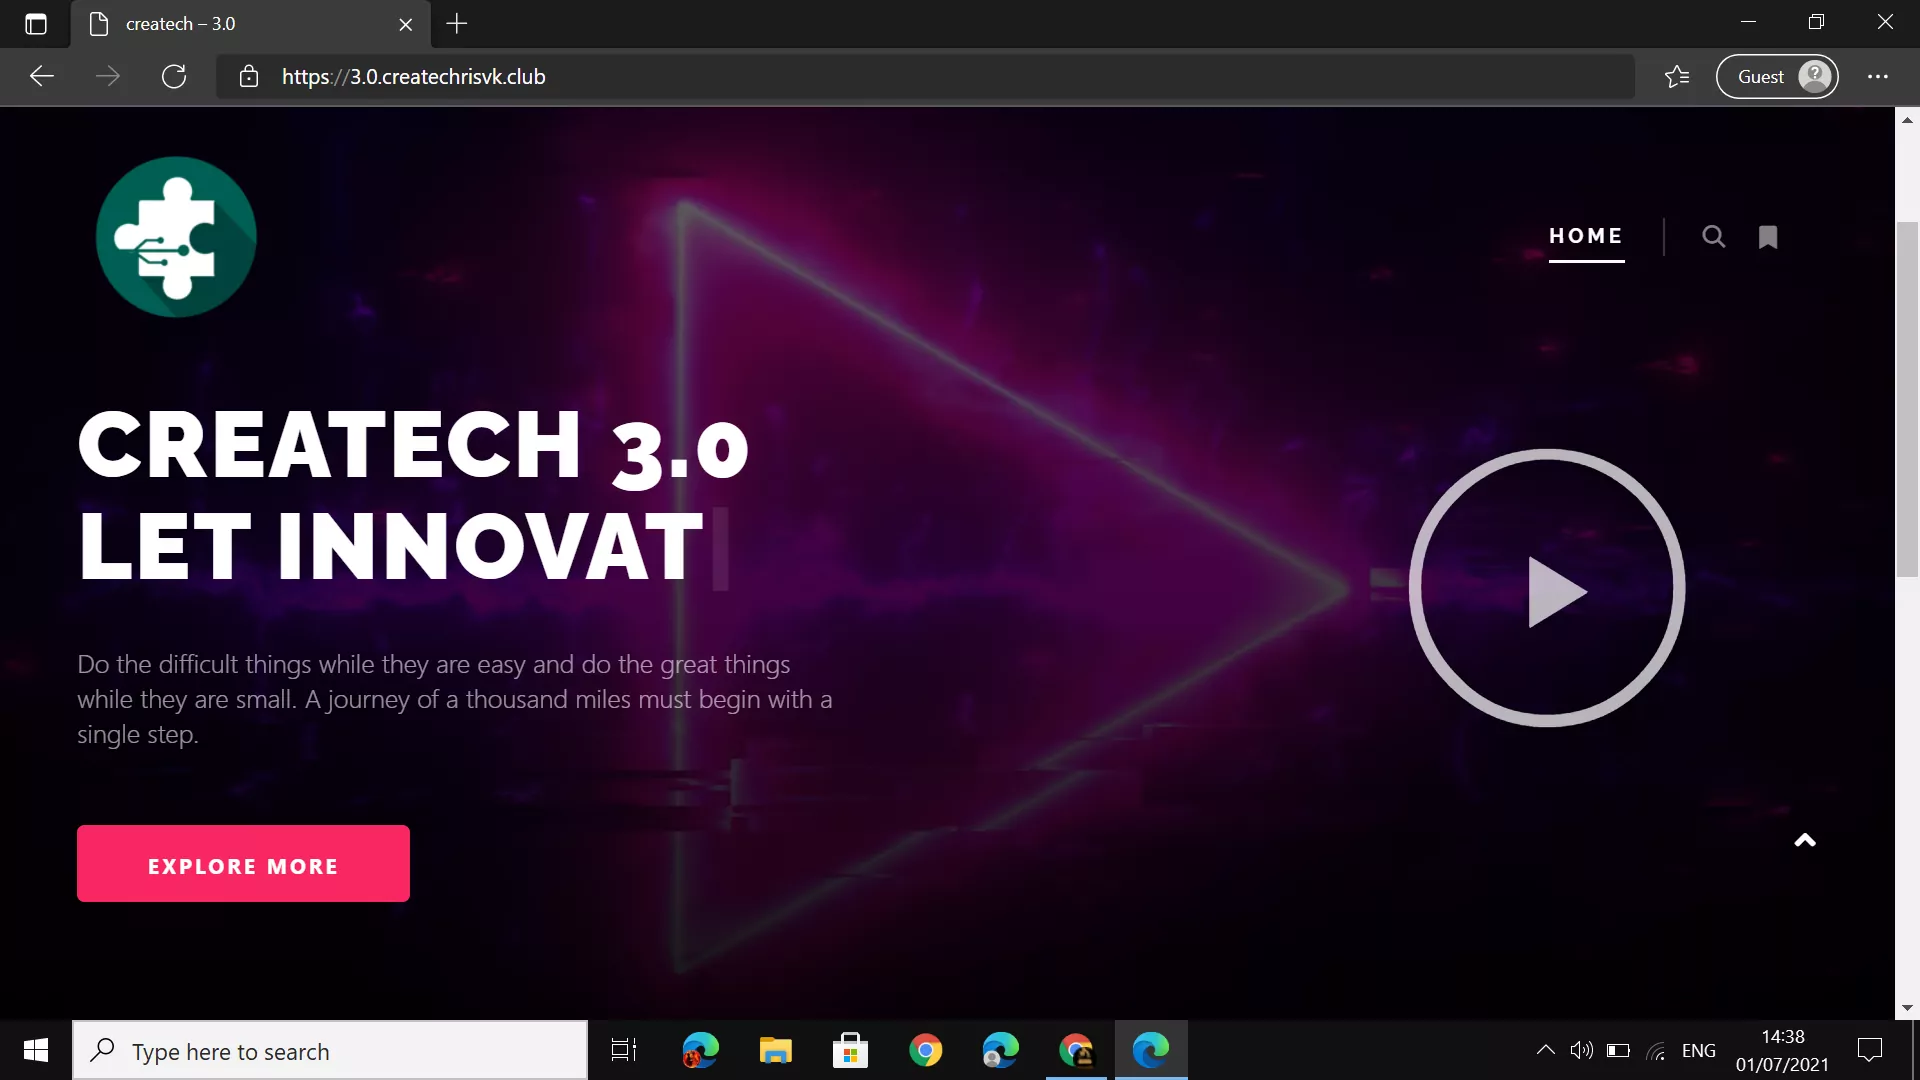 createch – 3.0
https://3.0.createchrisvk.club
Guest
HOME
CREATECH 3.0
LET INNOVAT
Do the difficult things while they are easy and do the great things
while they are small. A journey of a thousand miles must begin with a
single step.
EXPLORE MORE
Type here to search
ENG
14:38
01/07/2021